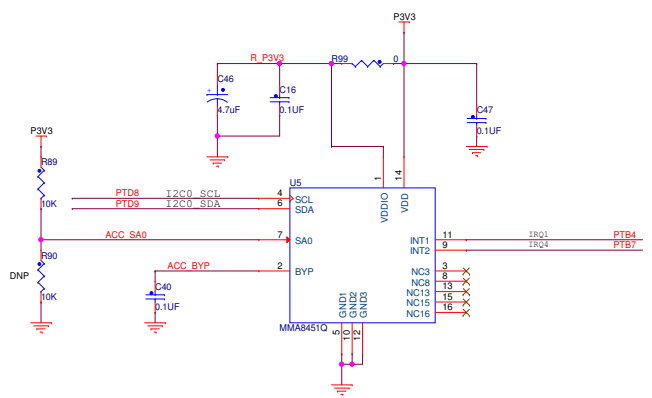 P3V3
R_P3V3
R99
0
C46
4.7uF
C16
0.1UF
C47
0.1UF
P3V3
R89
10K
U5
1
14
PTD8
I2C0_SCL
4
SCL
PTD9
I2C0_SDA
6
SDA
VDDIO
VDD
ACC_SA0
7
SA0
INT1
11
IRQ1
PTB4
INT2
9
IRQ4
PTB7
R90
DNP
10K
ACC_BYP
2
BYP
NC3
3
NC8
8
NC13
13
NC15
15
NC16
16
C40
0.1UF
GND1
GND2
GND3
MMA8451Q
5
10
12